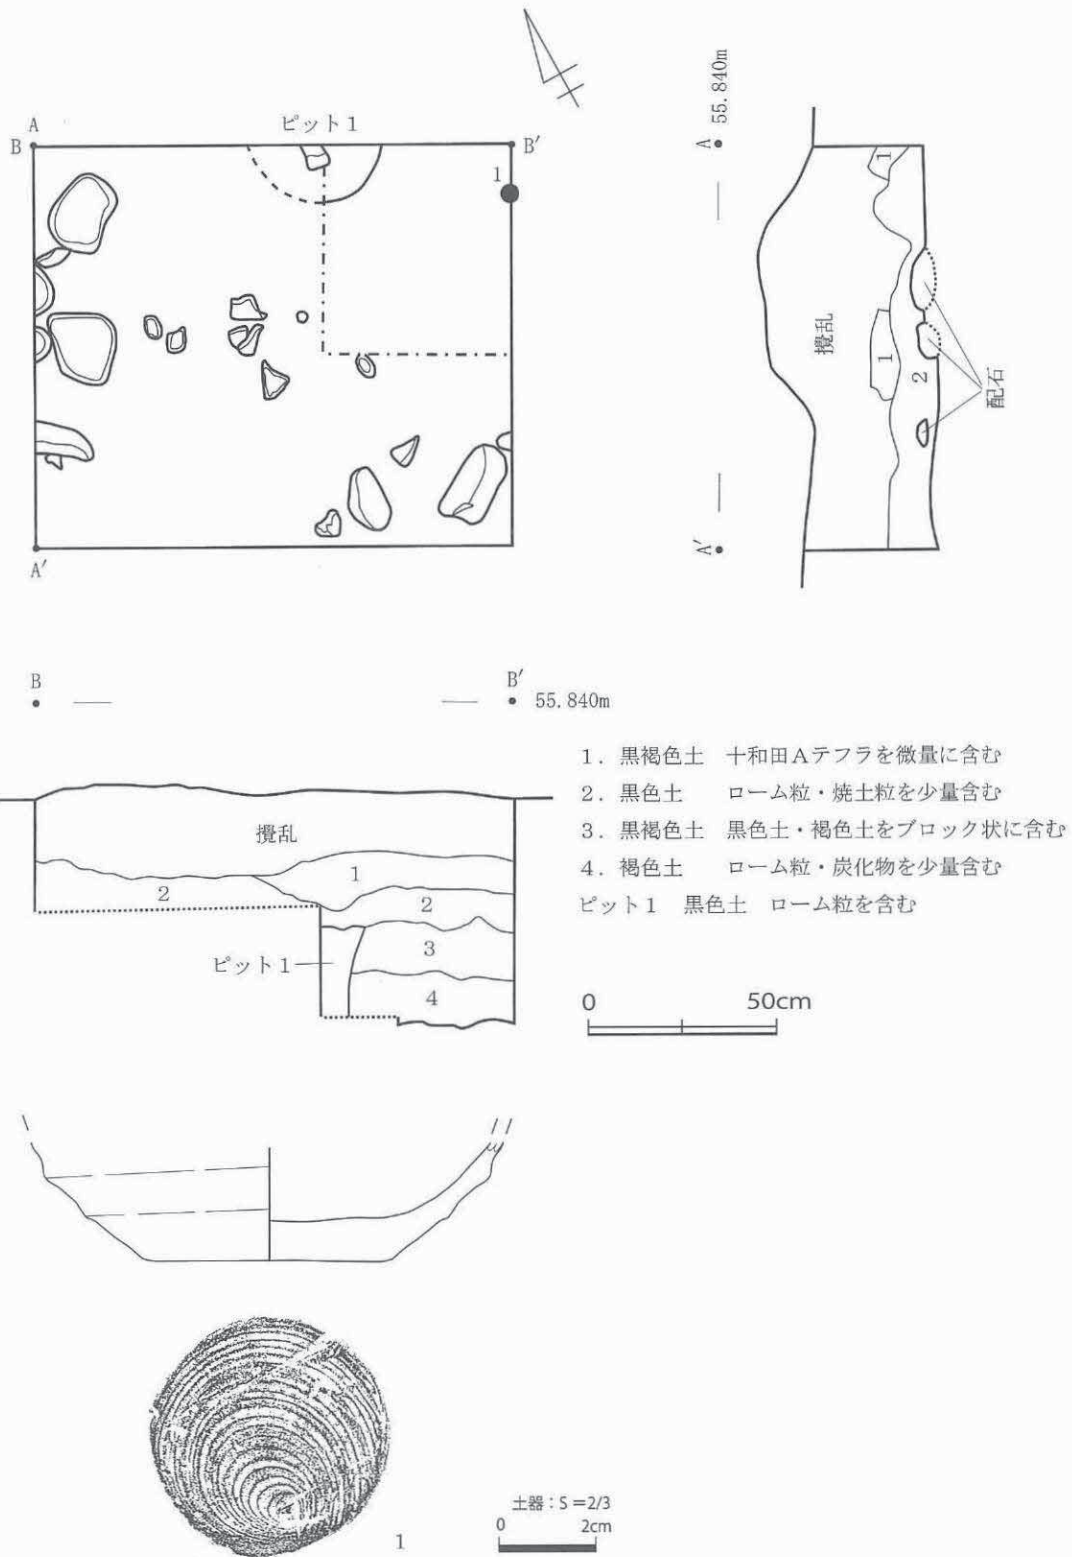 A
B
ピット1
B′
1
A′
A
55.840m
1
攪乱
1
2
配石
A′
B
B′
55.840m
攪乱
1
2
2
ピット1
3
4
1. 黒褐色土 十和田Aテフラを微量に含む
2. 黒色土 ローム粒・焼土粒を少量含む
3. 黒褐色土 黒色土・褐色土をブロック状に含む
4. 褐色土 ローム粒・炭化物を少量含む
ピット1 黒色土 ローム粒を含む
0 50cm
1
土器：S＝2/3
0 2cm